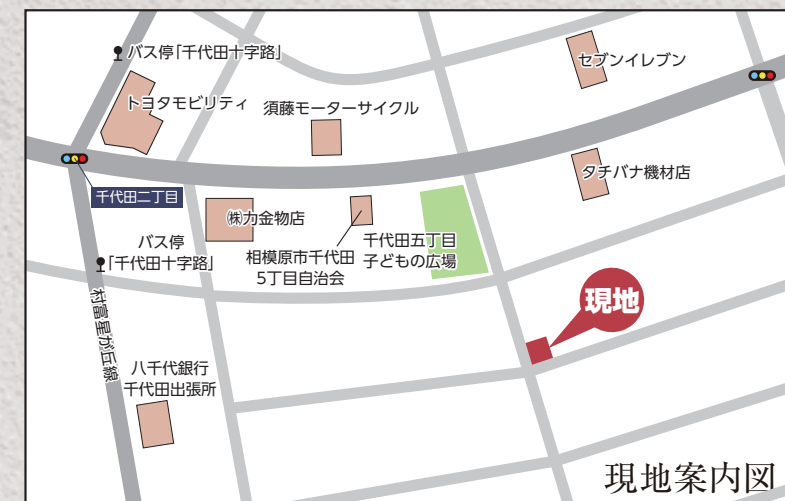 バス停「千代田十字路」
セブンイレブン
トヨタモビリティ
須藤モーターサイクル
タチバナ機材店
千代田二丁目
㈱力金物店
バス停
「千代田十字路」
相模原市千代田
5丁目自治会
千代田五丁目
子どもの広場
現地
村富星が丘線
八千代銀行
千代田出張所
現地案内図